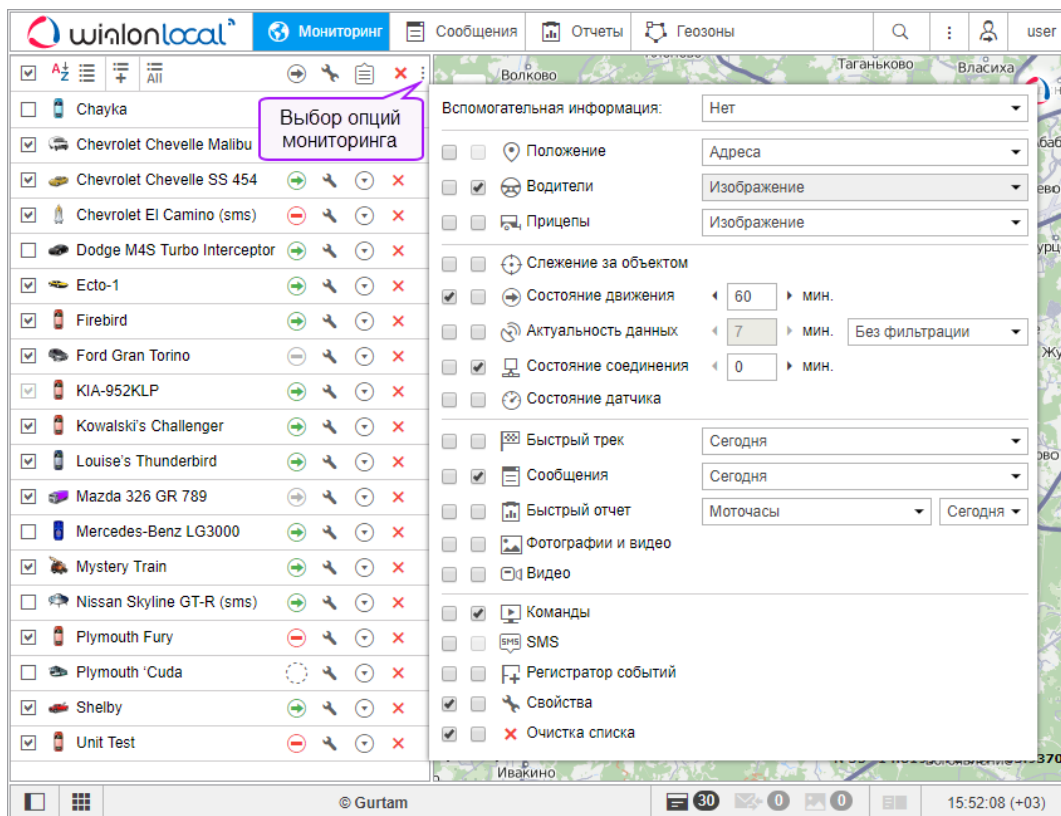 wialon local
Мониторинг
Сообщения
Отчеты
Геозоны
user
A
Z
All
Волково
Таганьково
Власиха
Выбор опций
мониторинга
Chayka
Chevrolet Chevelle Malibu
Chevrolet Chevelle SS 454
Chevrolet El Camino (sms)
Dodge M4S Turbo Interceptor
Ecto-1
Firebird
Ford Gran Torino
KIA-952KLP
Kowalski's Challenger
Louise's Thunderbird
Mazda 326 GR 789
Mercedes-Benz LG3000
Mystery Train
Nissan Skyline GT-R (sms)
Plymouth Fury
Plymouth 'Cuda
Shelby
Unit Test
Вспомогательная информация: Нет
Положение Адреса
Водители Изображение
Прицепы Изображение
Слежение за объектом
Состояние движения 60 мин.
Актуальность данных 7 мин. Без фильтрации
Состояние соединения 0 мин.
Состояние датчика
Быстрый трек Сегодня
Сообщения Сегодня
Быстрый отчет Моточасы Сегодня
Фотографии и видео
Видео
Команды
SMS SMS
Регистратор событий
Свойства
Очистка списка
Ивакино
© Gurtam
30
0
0
15:52:08 (+03)